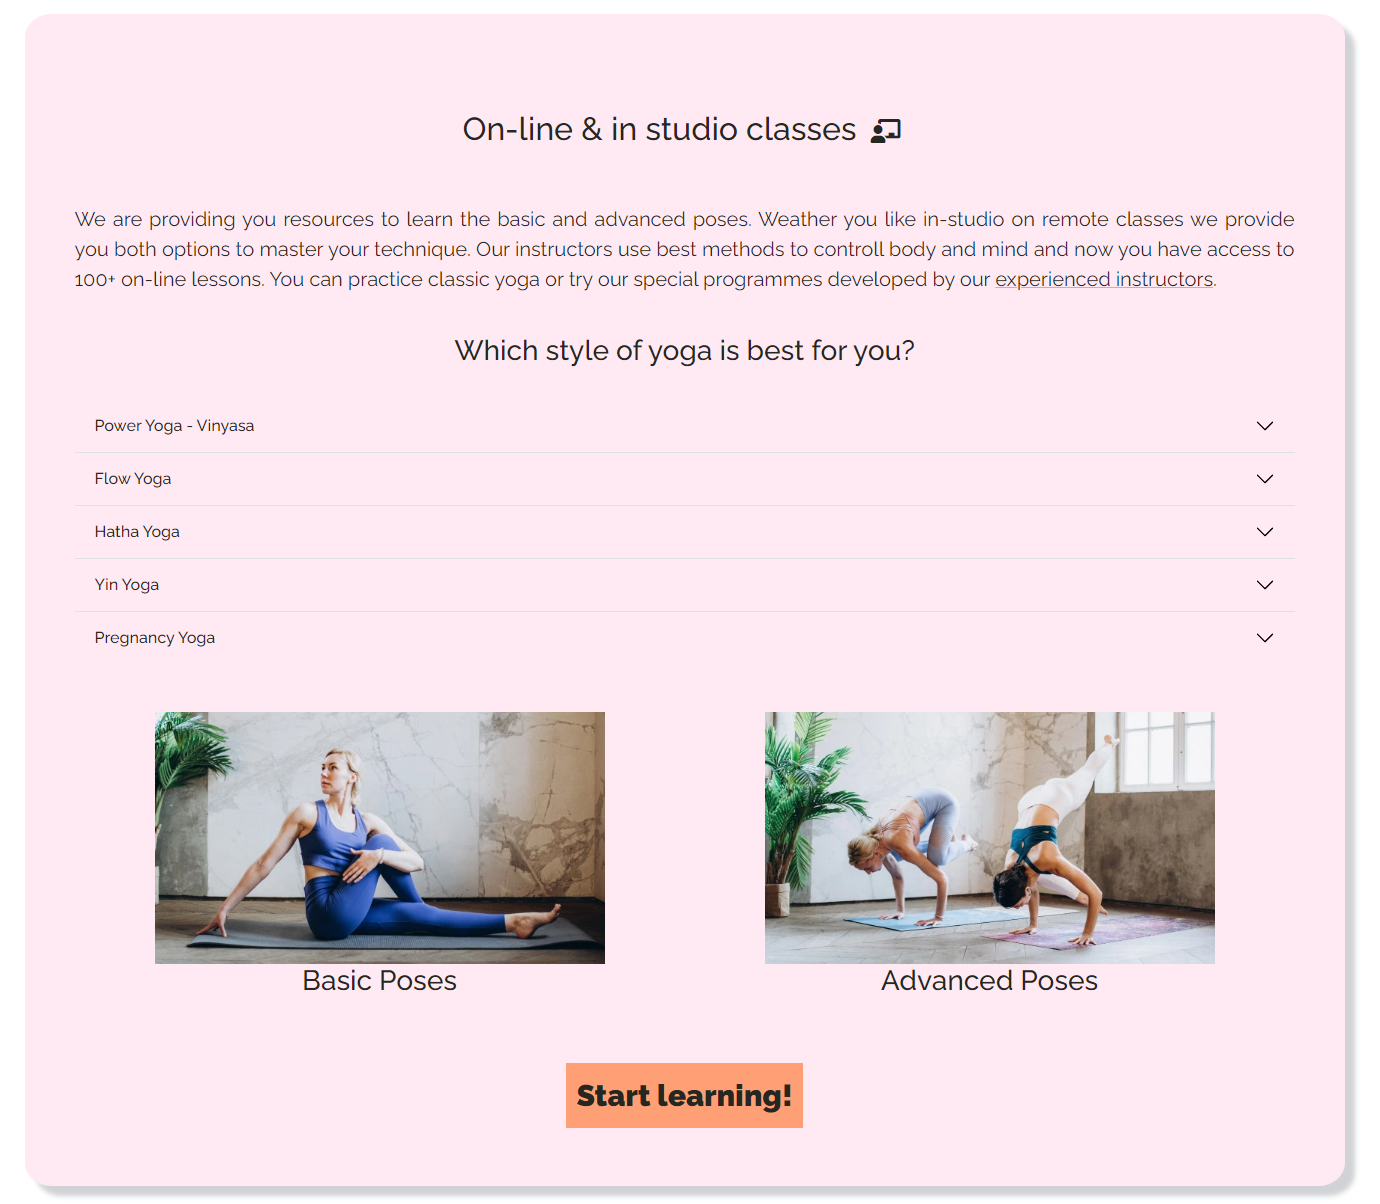 On-line & in studio classes
We are providing you resources to learn the basic and advanced poses. Weather you like in-studio on remote classes we provide
you both options to master your technique. Our instructors use best methods to controll body and mind and now you have access to
100+ on-line lessons. You can practice classic yoga or try our special programmes developed by our experienced instructors.
Which style of yoga is best for you?
Power Yoga - Vinyasa
Flow Yoga
Hatha Yoga
Yin Yoga
Pregnancy Yoga
Basic Poses
Advanced Poses
Start learning!